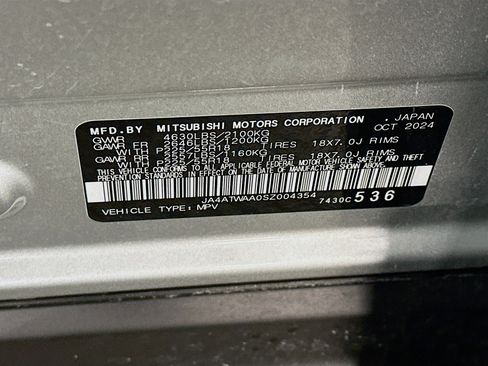 MFD.BY MITSUBISHI MOTORS CORPORATION . JAPAN
GVWR 4630LBS/2100KG OCT 2024
GAWR FR 2646LBS/1200KG
WITH P225/55R18 TIRES 18X7.0J RIMS
GAWR RR /1160KG
WITH P225/55R18 TIRES 18X7.0J RIMS
THIS VEHICLE CONFORMS TO ALL APPLICABLE FEDERAL MOTOR VEHICLE SAFETY AND THEFT
PREVENTION STANDARDS IN EFFECT ON THE DATE OF MANUFACTURE SHOWN ABOVE.
JA4ATWAA0SZ004354
VEHICLE TYPE: MPV 7430C 536